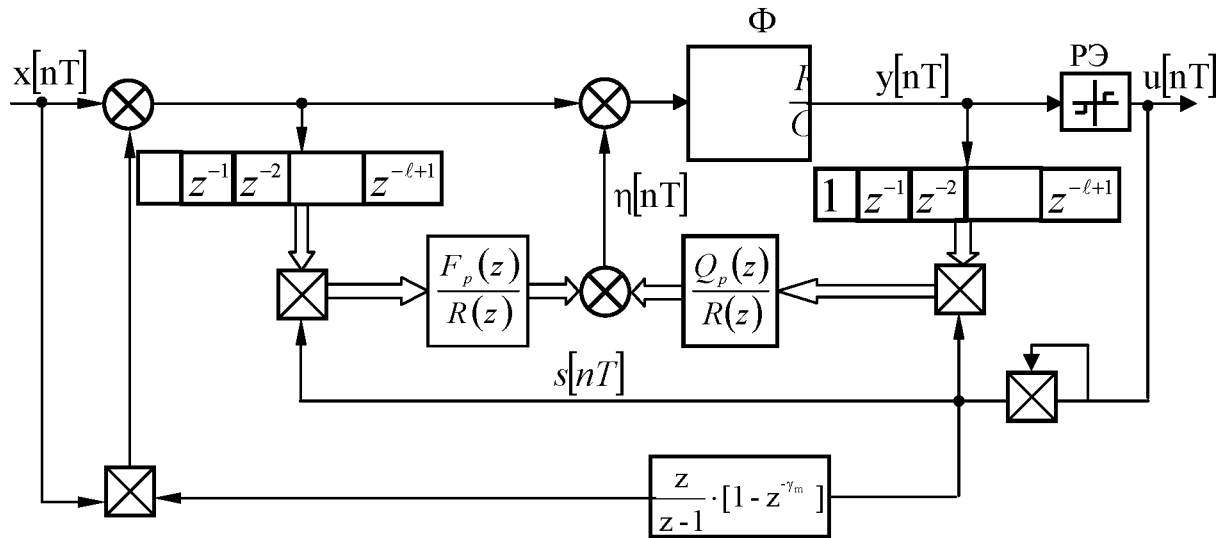 Φ
x[nT]
y[nT]
РЭ
u[nT]
z⁻¹ z⁻² z^{-ℓ+1}
η[nT]
1 z⁻¹ z⁻² z^{-ℓ+1}
F_p(z)
R(z)
Q_p(z)
R(z)
s[nT]
z
z-1
·[1-z^{-γ_m}]